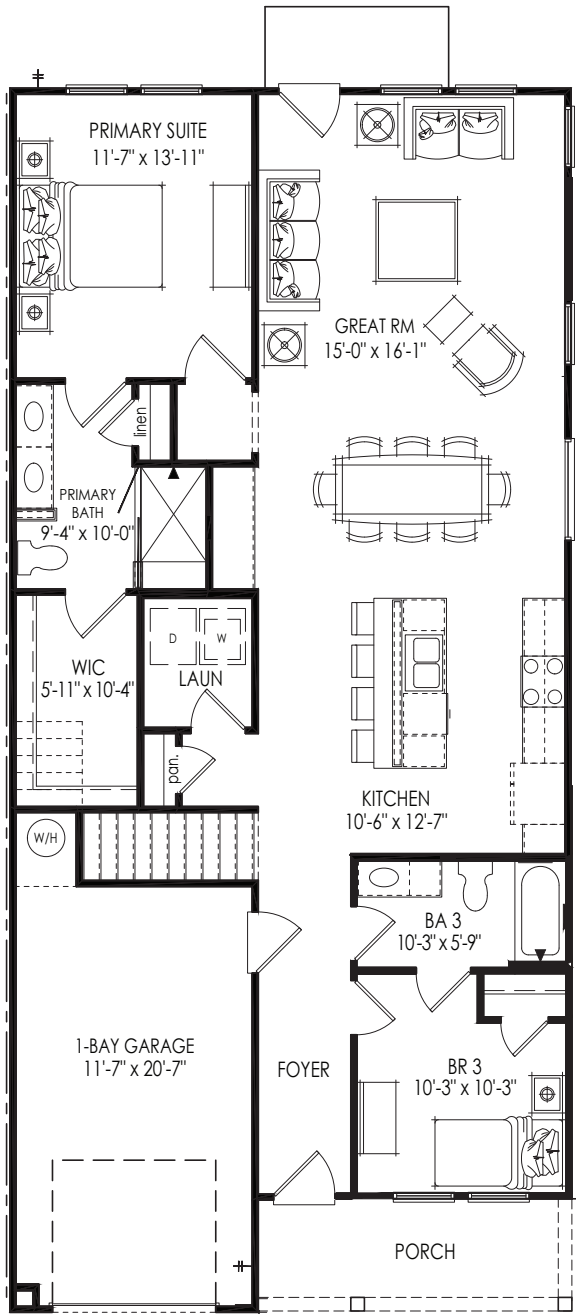 PRIMARY SUITE
11'-7" x 13'-11"
GREAT RM
15'-0" x 16'-1"
linen
PRIMARY
BATH
9'-4" x 10'-0"
D
W
LAUN
WIC
5'-11" x 10'-4"
pan.
KITCHEN
10'-6" x 12'-7"
W/H
BA 3
10'-3" x 5'-9"
1-BAY GARAGE
11'-7" x 20'-7"
FOYER
BR 3
10'-3" x 10'-3"
PORCH